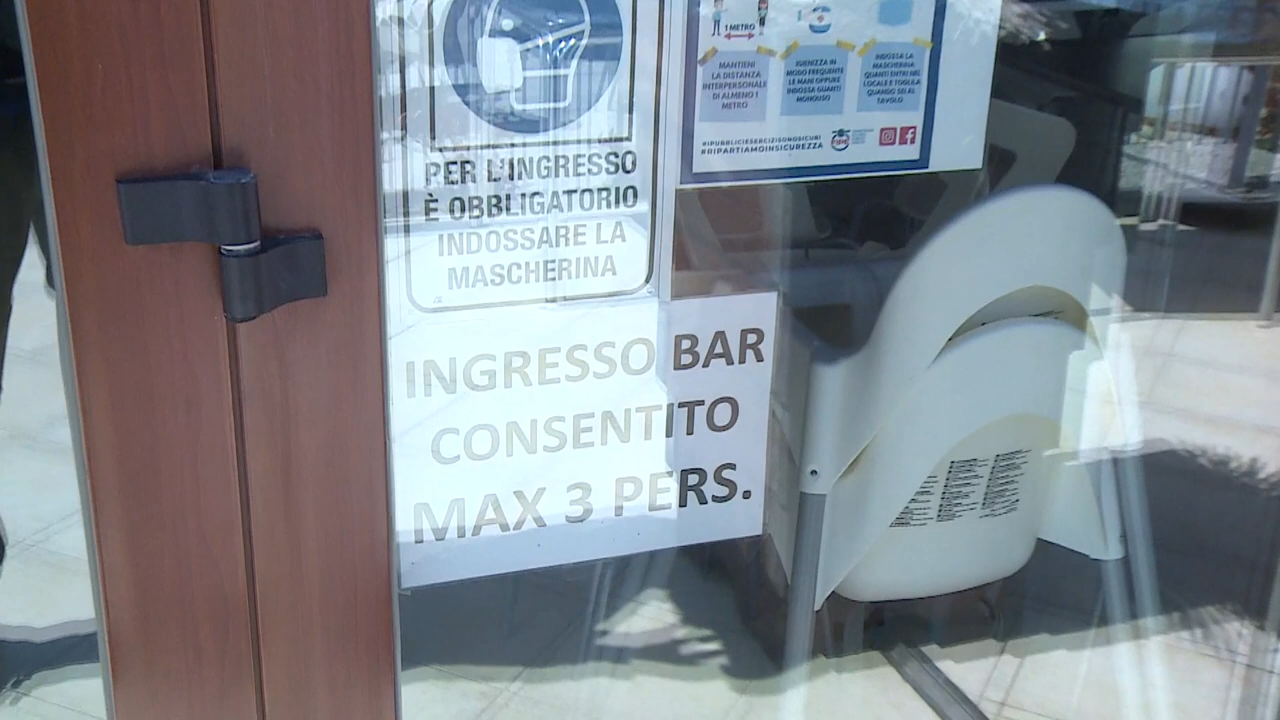 PER L'INGRESSO
È OBBLIGATORIO
INDOSSARE LA
MASCHERINA
1 METRO
MANTIENI
LA DISTANZA
INTERPERSONALE
DI ALMENO 1
METRO
IGIENIZZA IN
MODO FREQUENTE
LE MANI OPPURE
INDOSSA GUANTI
MONOUSO
INDOSSA LA
MASCHERINA
QUANTI ENTRI NEL
LOCALE E TOGLILA
QUANDO SEI AL
TAVOLO
#IPUBBLICIESERCIZISONOSICURI
#RIPARTIAMOINSICUREZZA
INGRESSO BAR
CONSENTITO
MAX 3 PERS.